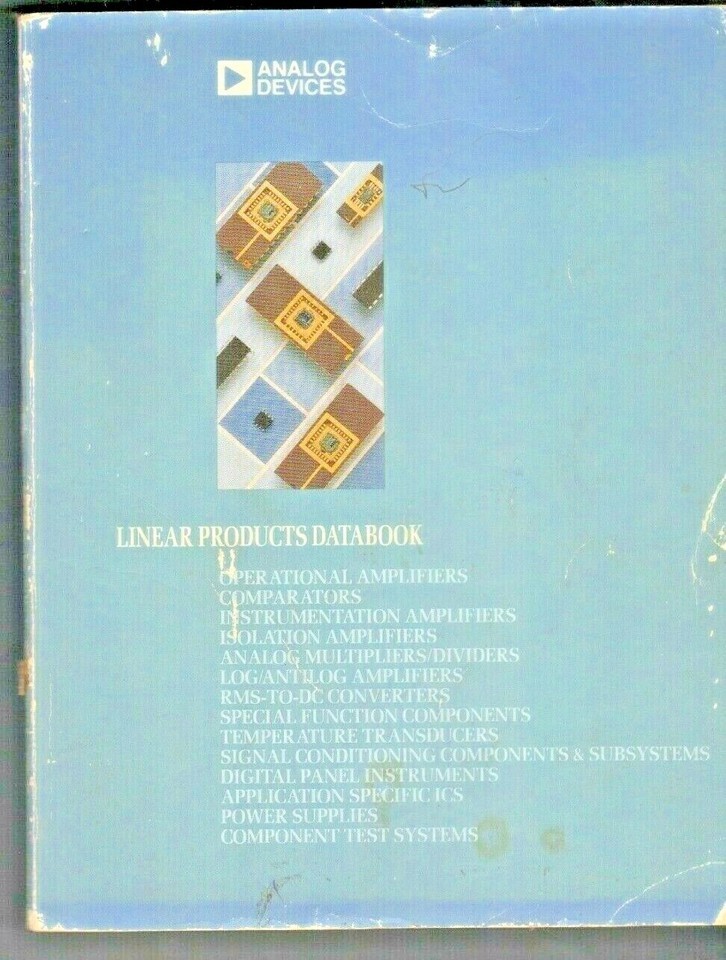 ANALOG
DEVICES
LINEAR PRODUCTS DATABOOK
OPERATIONAL AMPLIFIERS
COMPARATORS
INSTRUMENTATION AMPLIFIERS
ISOLATION AMPLIFIERS
ANALOG MULTIPLIERS/DIVIDERS
LOG/ANTILOG AMPLIFIERS
RMS-TO-DC CONVERTERS
SPECIAL FUNCTION COMPONENTS
TEMPERATURE TRANSDUCERS
SIGNAL CONDITIONING COMPONENTS & SUBSYSTEMS
DIGITAL PANEL INSTRUMENTS
APPLICATION SPECIFIC ICS
POWER SUPPLIES
COMPONENT TEST SYSTEMS